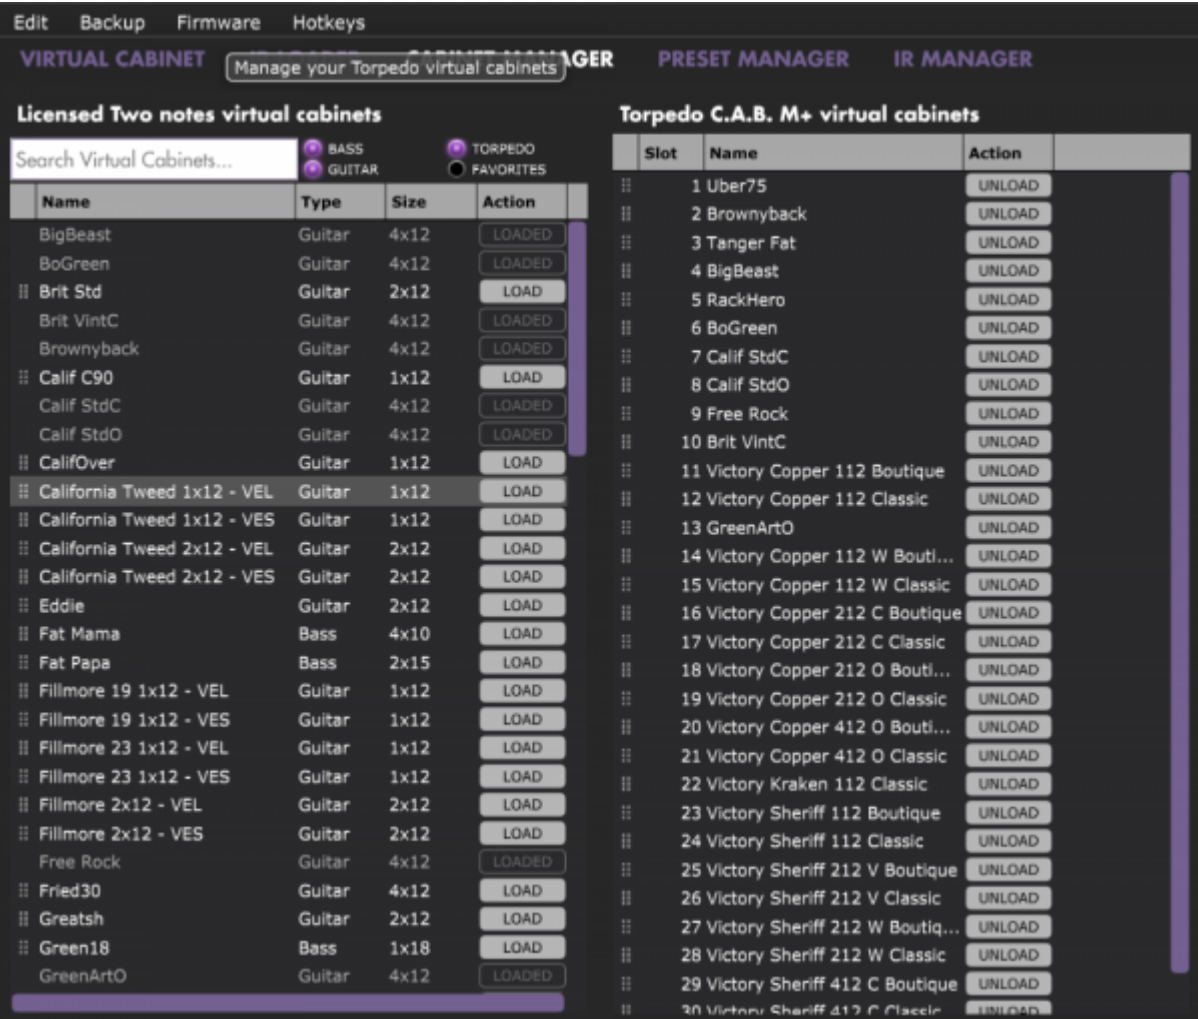 Edit Backup Firmware Hotkeys
VIRTUAL CABINET CABINET MANAGER PRESET MANAGER IR MANAGER
Manage your Torpedo virtual cabinets
Licensed Two notes virtual cabinets
Search Virtual Cabinets...
BASS TORPEDO
GUITAR FAVORITES
Name Type Size Action
BigBeast Guitar 4x12 LOADED
BoGreen Guitar 4x12 LOADED
Brit Std Guitar 2x12 LOAD
Brit VintC Guitar 4x12 LOADED
Brownyback Guitar 4x12 LOADED
Calif C90 Guitar 1x12 LOAD
Calif StdC Guitar 4x12 LOADED
Calif StdO Guitar 4x12 LOADED
CalifOver Guitar 1x12 LOAD
California Tweed 1x12 - VEL Guitar 1x12 LOAD
California Tweed 1x12 - VES Guitar 1x12 LOAD
California Tweed 2x12 - VEL Guitar 2x12 LOAD
California Tweed 2x12 - VES Guitar 2x12 LOAD
Eddie Guitar 2x12 LOAD
Fat Mama Bass 4x10 LOAD
Fat Papa Bass 2x15 LOAD
Fillmore 19 1x12 - VEL Guitar 1x12 LOAD
Fillmore 19 1x12 - VES Guitar 1x12 LOAD
Fillmore 23 1x12 - VEL Guitar 1x12 LOAD
Fillmore 23 1x12 - VES Guitar 1x12 LOAD
Fillmore 2x12 - VEL Guitar 2x12 LOAD
Fillmore 2x12 - VES Guitar 2x12 LOAD
Free Rock Guitar 4x12 LOADED
Fried30 Guitar 4x12 LOAD
Greatsh Guitar 2x12 LOAD
Green18 Bass 1x18 LOAD
GreenArtO Guitar 4x12 LOADED
Torpedo C.A.B. M+ virtual cabinets
Slot Name Action
1 Uber75 UNLOAD
2 Brownyback UNLOAD
3 Tanger Fat UNLOAD
4 BigBeast UNLOAD
5 RackHero UNLOAD
6 BoGreen UNLOAD
7 Calif StdC UNLOAD
8 Calif StdO UNLOAD
9 Free Rock UNLOAD
10 Brit VintC UNLOAD
11 Victory Copper 112 Boutique UNLOAD
12 Victory Copper 112 Classic UNLOAD
13 GreenArtO UNLOAD
14 Victory Copper 112 W Bouti... UNLOAD
15 Victory Copper 112 W Classic UNLOAD
16 Victory Copper 212 C Boutique UNLOAD
17 Victory Copper 212 C Classic UNLOAD
18 Victory Copper 212 O Bouti... UNLOAD
19 Victory Copper 212 O Classic UNLOAD
20 Victory Copper 412 O Bouti... UNLOAD
21 Victory Copper 412 O Classic UNLOAD
22 Victory Kraken 112 Classic UNLOAD
23 Victory Sheriff 112 Boutique UNLOAD
24 Victory Sheriff 112 Classic UNLOAD
25 Victory Sheriff 212 V Boutique UNLOAD
26 Victory Sheriff 212 V Classic UNLOAD
27 Victory Sheriff 212 W Boutiq... UNLOAD
28 Victory Sheriff 212 W Classic UNLOAD
29 Victory Sheriff 412 C Boutique UNLOAD
30 Victory Sheriff 412 C Classic UNLOAD